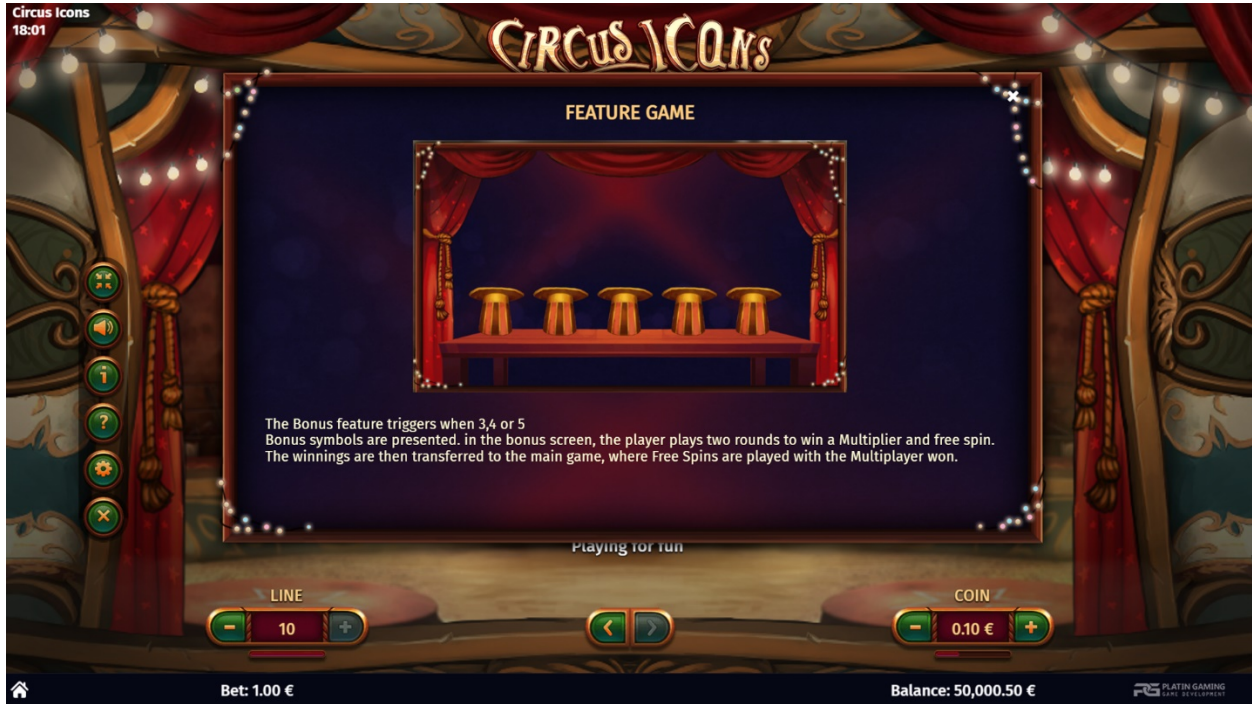 Circus Icons
18:01
CIRCUS ICONS
FEATURE GAME
The Bonus feature triggers when 3,4 or 5
Bonus symbols are presented. in the bonus screen, the player plays two rounds to win a Multiplier and free spin.
The winnings are then transferred to the main game, where Free Spins are played with the Multiplayer won.
Playing for fun
LINE
COIN
10
0.10 €
Bet: 1.00 €
Balance: 50,000.50 €
PG PLATIN GAMING
GAME DEVELOPMENT